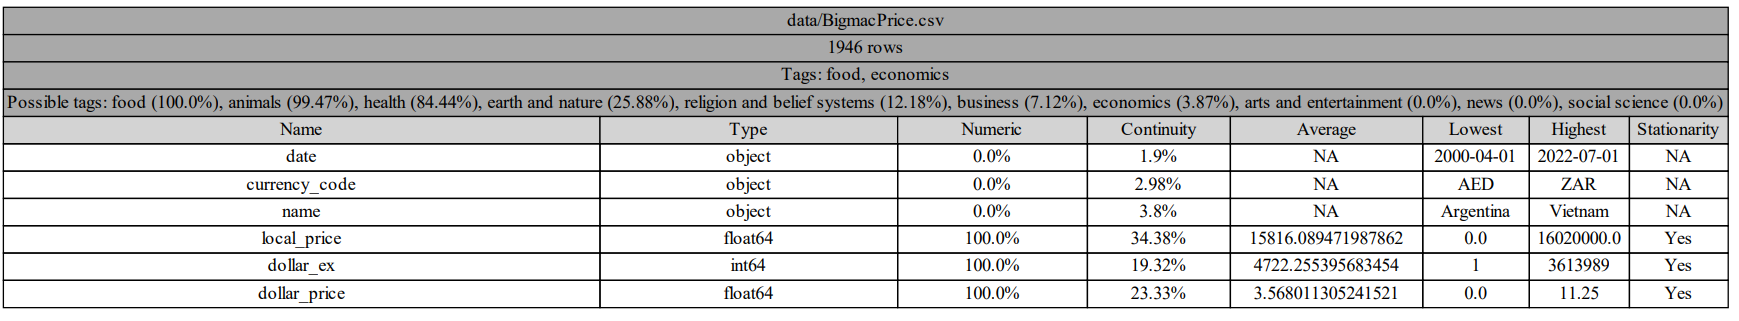 data/BigmacPrice.csv
1946 rows
Tags: food, economics
Possible tags: food (100.0%), animals (99.47%), health (84.44%), earth and nature (25.88%), religion and belief systems (12.18%), business (7.12%), economics (3.87%), arts and entertainment (0.0%), news (0.0%), social science (0.0%)
Name Type Numeric Continuity Average Lowest Highest Stationarity
date object 0.0% 1.9% NA 2000-04-01 2022-07-01 NA
currency_code object 0.0% 2.98% NA AED ZAR NA
name object 0.0% 3.8% NA Argentina Vietnam NA
local_price float64 100.0% 34.38% 15816.089471987862 0.0 16020000.0 Yes
dollar_ex int64 100.0% 19.32% 4722.255395683454 1 3613989 Yes
dollar_price float64 100.0% 23.33% 3.568011305241521 0.0 11.25 Yes